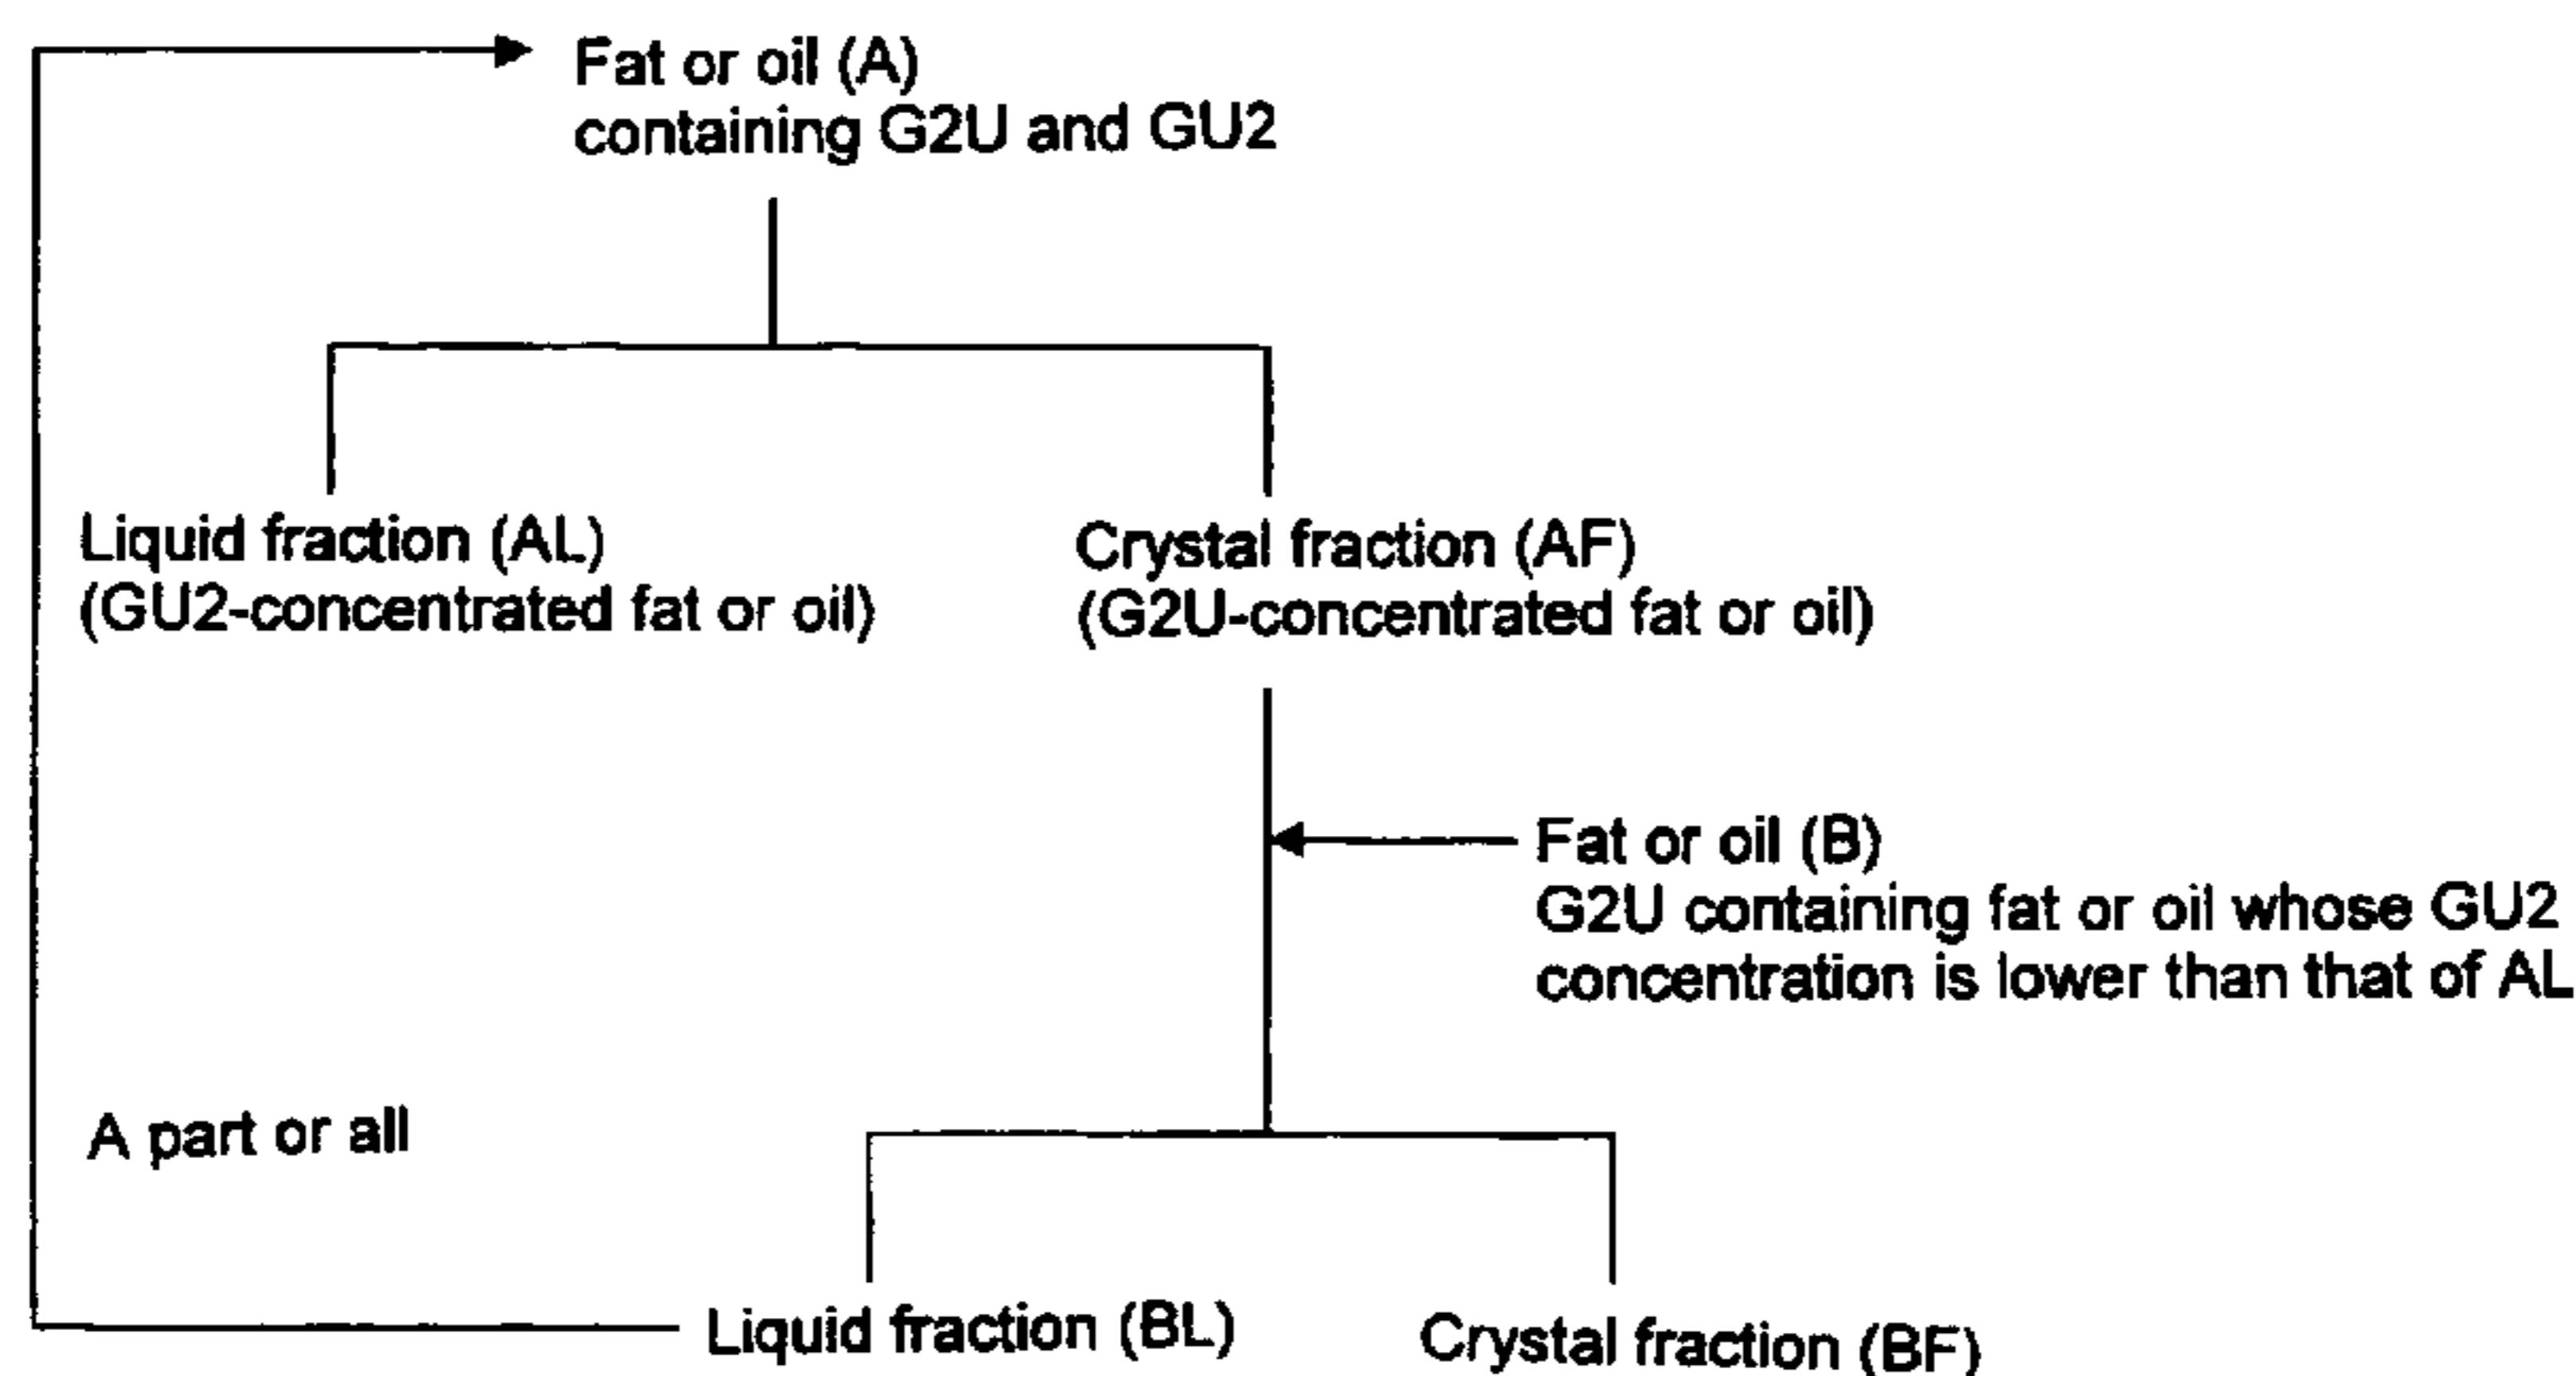 Fat or oil (A)
containing G2U and GU2
Liquid fraction (AL)
(GU2-concentrated fat or oil)
Crystal fraction (AF)
(G2U-concentrated fat or oil)
Fat or oil (B)
G2U containing fat or oil whose GU2
concentration is lower than that of AL
A part or all
Liquid fraction (BL)
Crystal fraction (BF)